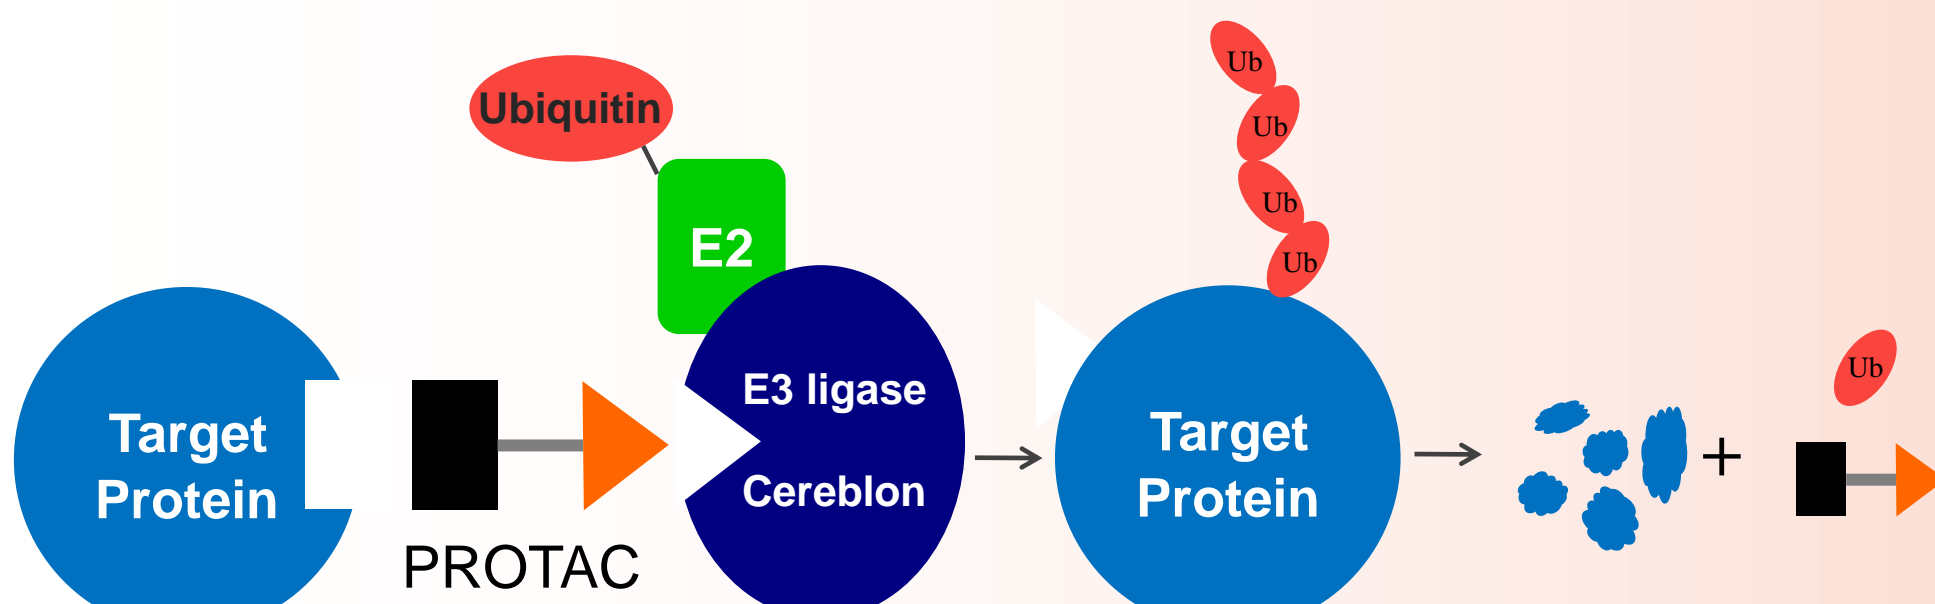 Ubiquitin
E2
Target
Protein
PROTAC
E3 ligase
Cereblon
Ub
Ub
Ub
Ub
Target
Protein
+
Ub